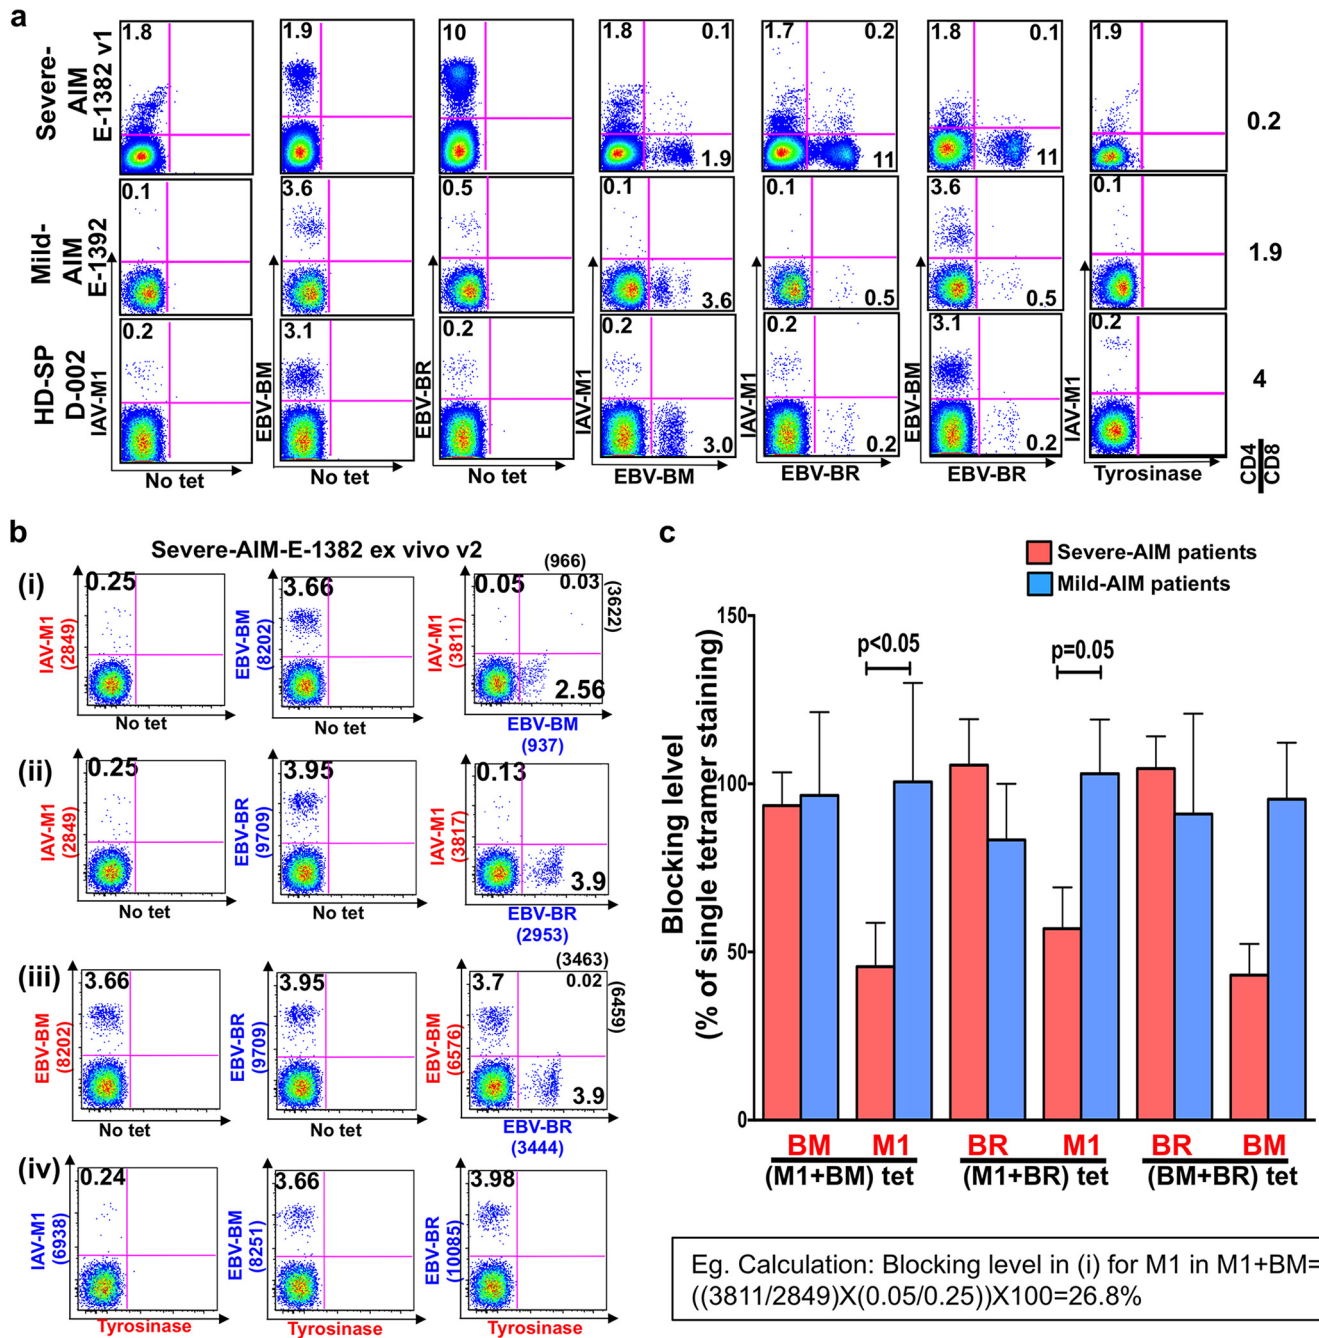 a
Severe-
AIM
E-1382 v1
1.8
1.9
10
1.8 0.1
1.9
1.7 0.2
11
1.8 0.1
11
1.9
0.2
Mild-
AIM
E-1392
0.1
3.6
0.5
0.1
3.6
0.1
0.5
3.6
0.5
0.1
1.9
HD-SP
D-002
0.2
3.1
0.2
0.2
3.0
0.2
0.2
3.1
0.2
0.2
4
IAV-M1
No tet
EBV-BM
No tet
EBV-BR
No tet
IAV-M1
EBV-BM
IAV-M1
EBV-BR
EBV-BM
EBV-BR
IAV-M1
Tyrosinase
CD4
CD8
b
Severe-AIM-E-1382 ex vivo v2
(i)
0.25
IAV-M1
(2849)
No tet
3.66
EBV-BM
(8202)
No tet
(966)
0.05 0.03
(3622)
IAV-M1
(3811)
2.56
EBV-BM
(937)
(ii)
0.25
IAV-M1
(2849)
No tet
3.95
EBV-BR
(9709)
No tet
0.13
IAV-M1
(3817)
3.9
EBV-BR
(2953)
(iii)
3.66
EBV-BM
(8202)
No tet
3.95
EBV-BR
(9709)
No tet
(3463)
3.7 0.02
(6459)
EBV-BM
(6576)
3.9
EBV-BR
(3444)
(iv)
0.24
IAV-M1
(6938)
Tyrosinase
3.66
EBV-BM
(8251)
Tyrosinase
3.98
EBV-BR
(10085)
Tyrosinase
c
Severe-AIM patients
Mild-AIM patients
Blocking level
(% of single tetramer staining)
150
100
50
0
p<0.05
p=0.05
BM M1 BR M1 BR BM
(M1+BM) tet (M1+BR) tet (BM+BR) tet
Eg. Calculation: Blocking level in (i) for M1 in M1+BM=
((3811/2849)X(0.05/0.25))X100=26.8%